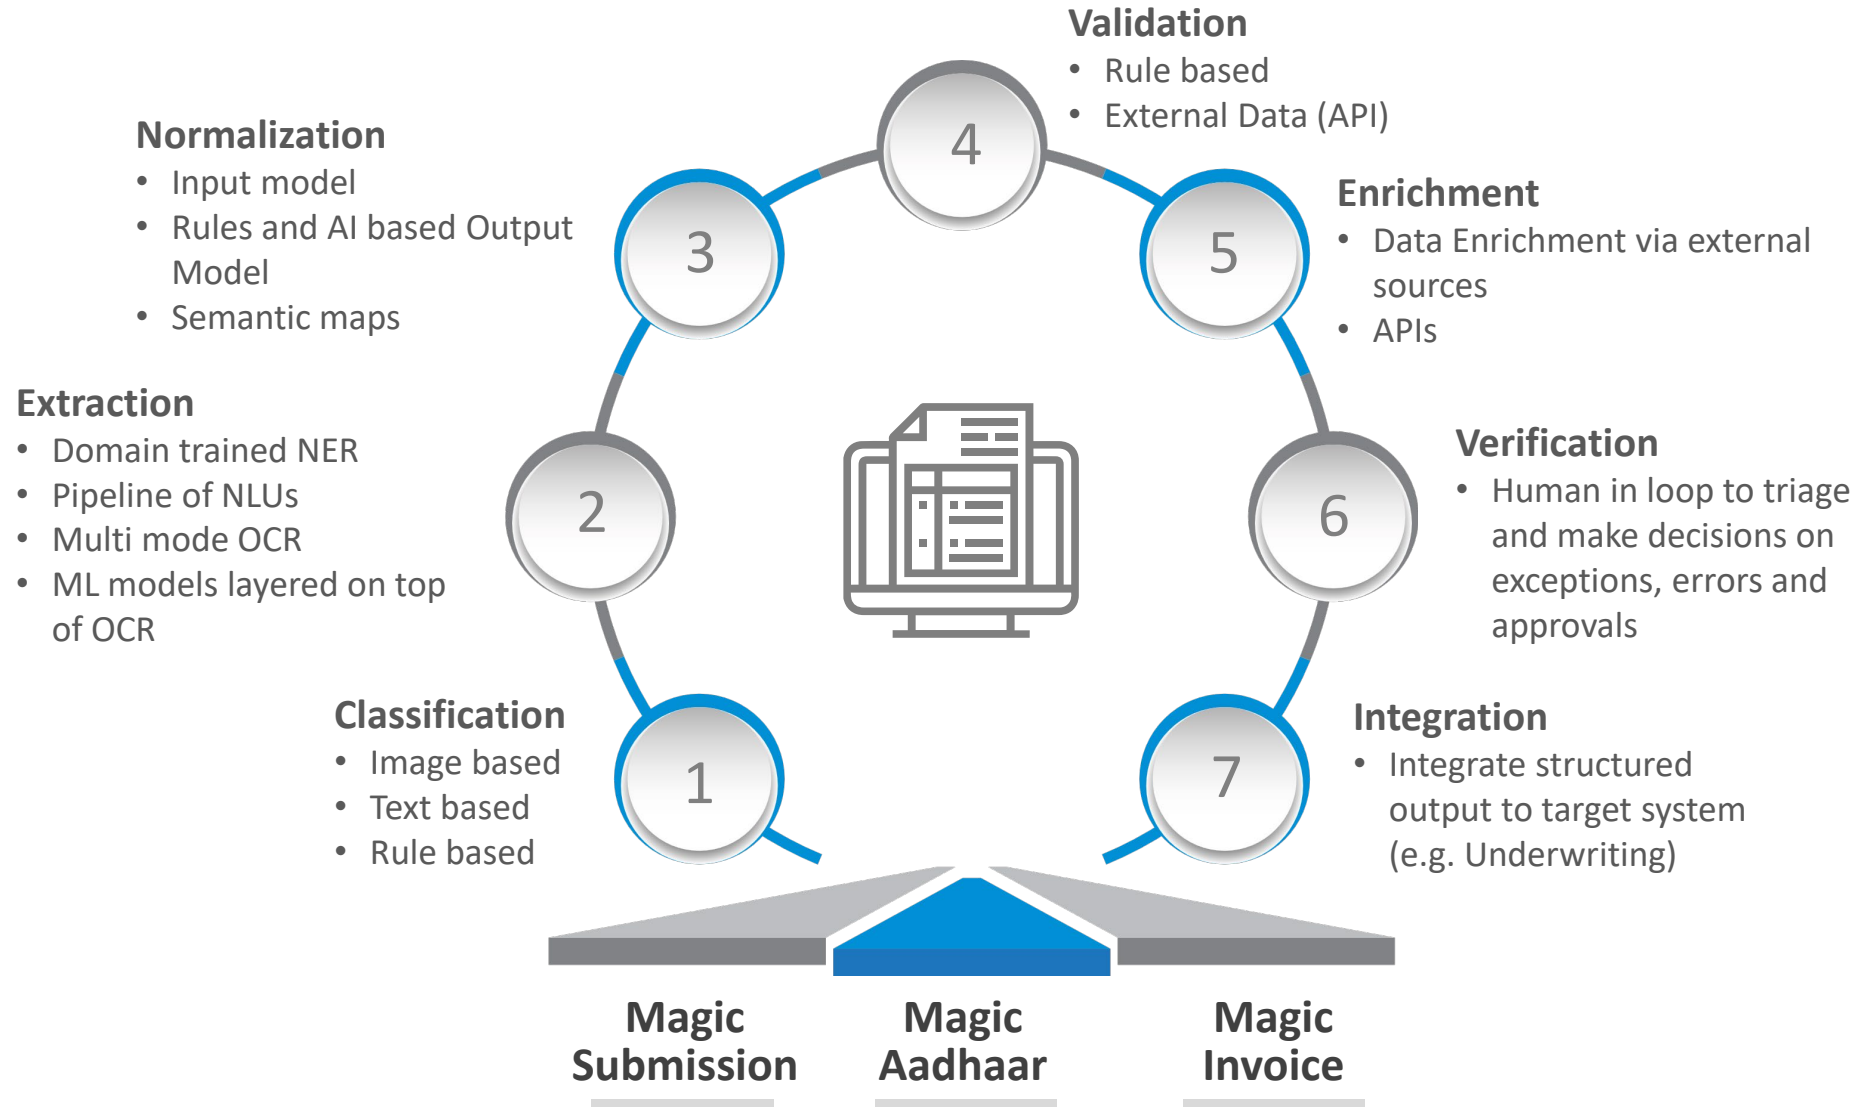 Classification
• Image based
• Text based
• Rule based
1
Extraction
• Domain trained NER
• Pipeline of NLUs
• Multi mode OCR
• ML models layered on top
of OCR
2
Normalization
• Input model
• Rules and AI based Output
Model
• Semantic maps
3
Validation
• Rule based
• External Data (API)
4
Enrichment
• Data Enrichment via external
sources
• APIs
5
Verification
• Human in loop to triage
and make decisions on
exceptions, errors and
approvals
6
Integration
• Integrate structured
output to target system
(e.g. Underwriting)
7
Magic
Submission
Magic
Aadhaar
Magic
Invoice